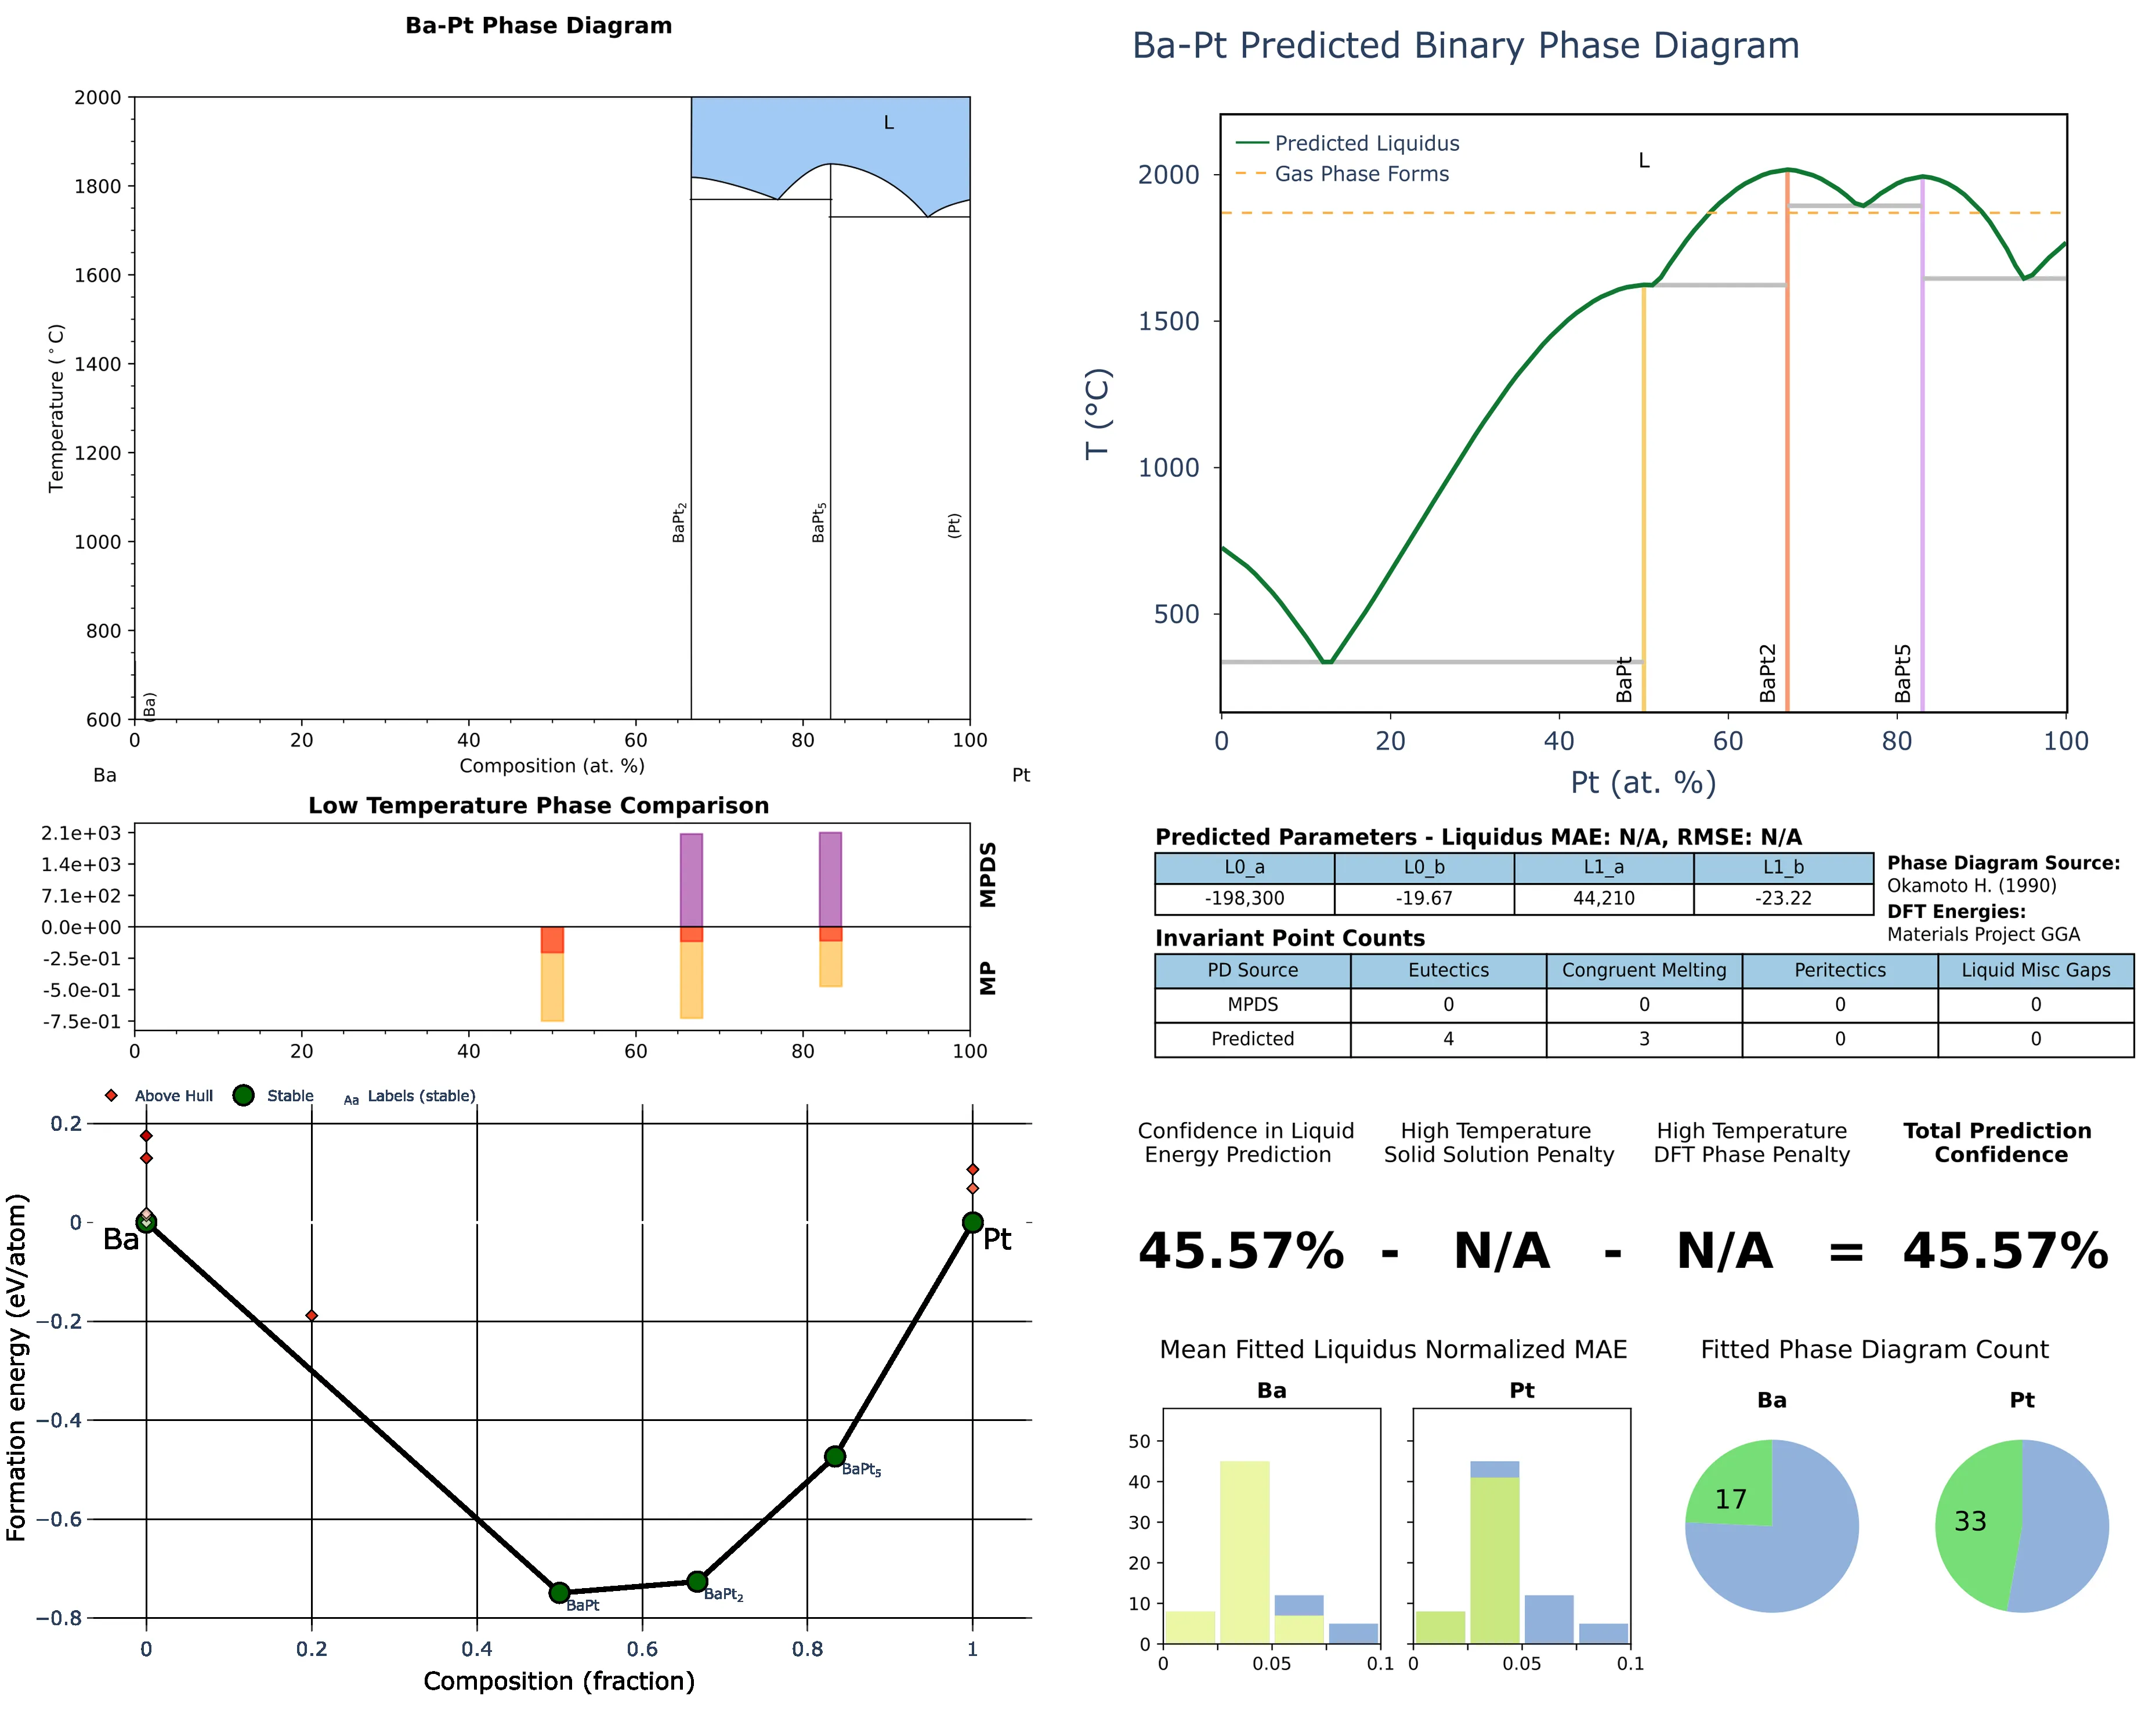 Ba-Pt Phase Diagram
2000
1800
1600
1400
1200
1000
800
600
Temperature (°C)
L
BaPt2
BaPt5
(Pt)
(Ba)
0 20 40 60 80 100
Composition (at. %)
Ba Pt
Low Temperature Phase Comparison
2.1e+03
1.4e+03
7.1e+02
0.0e+00
-2.5e-01
-5.0e-01
-7.5e-01
MPDS
MP
0 20 40 60 80 100
Above Hull Stable Aa Labels (stable)
0.2
0
−0.2
−0.4
−0.6
−0.8
Formation energy (eV/atom)
Ba
Pt
BaPt5
BaPt2
BaPt
0 0.2 0.4 0.6 0.8 1
Composition (fraction)
Ba-Pt Predicted Binary Phase Diagram
Predicted Liquidus
Gas Phase Forms
L
2000
1500
1000
500
T (°C)
BaPt
BaPt2
BaPt5
0 20 40 60 80 100
Pt (at. %)
Predicted Parameters - Liquidus MAE: N/A, RMSE: N/A
L0_a L0_b L1_a L1_b
-198,300 -19.67 44,210 -23.22
Phase Diagram Source:
Okamoto H. (1990)
DFT Energies:
Materials Project GGA
Invariant Point Counts
PD Source Eutectics Congruent Melting Peritectics Liquid Misc Gaps
MPDS 0 0 0 0
Predicted 4 3 0 0
Confidence in Liquid
Energy Prediction
High Temperature
Solid Solution Penalty
High Temperature
DFT Phase Penalty
Total Prediction
Confidence
45.57% - N/A - N/A = 45.57%
Mean Fitted Liquidus Normalized MAE
Ba
Pt
50
40
30
20
10
0
0 0.05 0.1
0 0.05 0.1
Fitted Phase Diagram Count
Ba
17
Pt
33